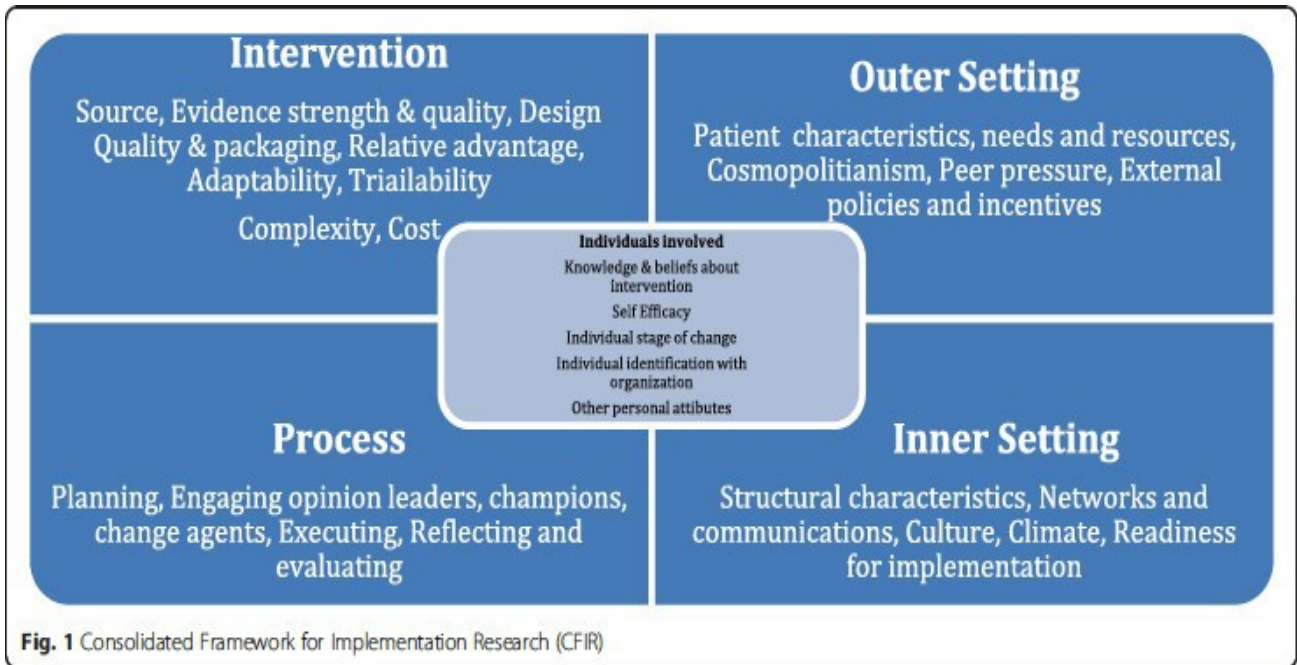 Intervention
Source, Evidence strength & quality, Design
Quality & packaging, Relative advantage,
Adaptability, Triailability
Complexity, Cost
Outer Setting
Patient characteristics, needs and resources,
Cosmopolitianism, Peer pressure, External
policies and incentives
Individuals involved
Knowledge & beliefs about
intervention
Self Efficacy
Individual stage of change
Individual identification with
organization
Other personal attibutes
Process
Planning, Engaging opinion leaders, champions,
change agents, Executing, Reflecting and
evaluating
Inner Setting
Structural characteristics, Networks and
communications, Culture, Climate, Readiness
for implementation
Fig. 1 Consolidated Framework for Implementation Research (CFIR)